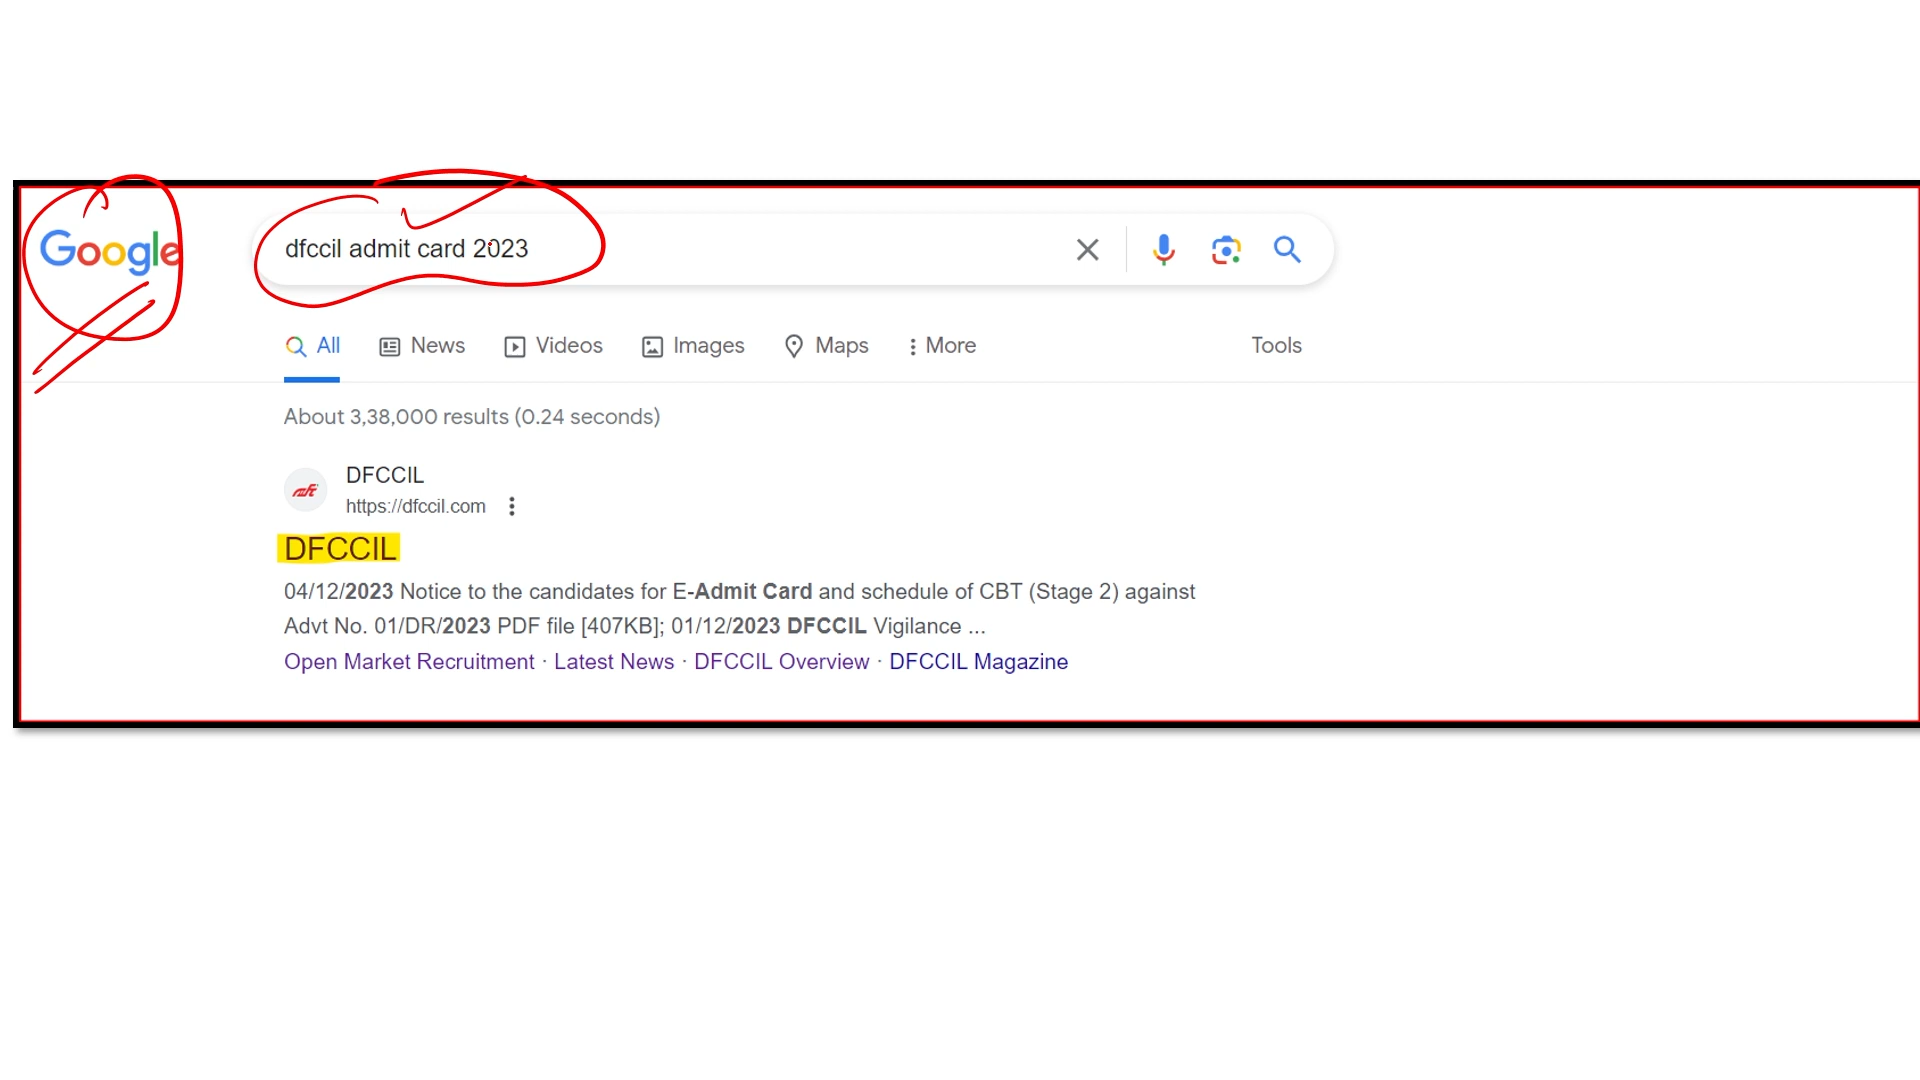 Google
dfccil admit card 2023
All News Videos Images Maps More Tools
About 3,38,000 results (0.24 seconds)
DFCCIL
https://dfccil.com
DFCCIL
04/12/2023 Notice to the candidates for E-Admit Card and schedule of CBT (Stage 2) against
Advt No. 01/DR/2023 PDF file [407KB]; 01/12/2023 DFCCIL Vigilance ...
Open Market Recruitment · Latest News · DFCCIL Overview · DFCCIL Magazine